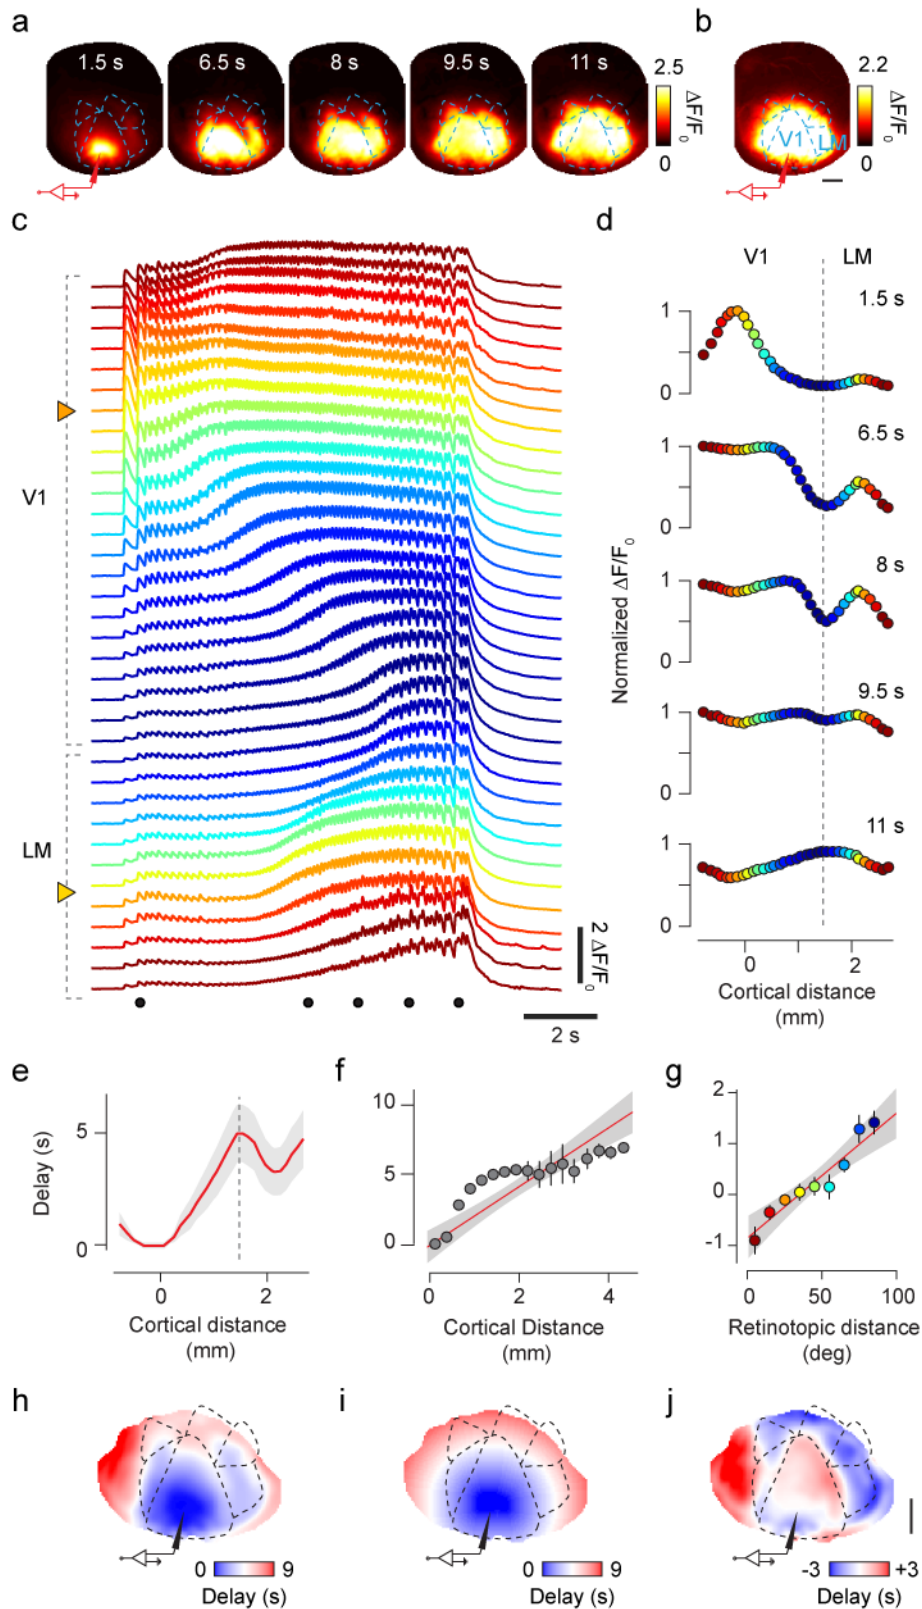 a
b
1.5 s 6.5 s 8 s 9.5 s 11 s
2.5
ΔF/F0
0
2.2
ΔF/F0
0
V1 LM
c
V1
LM
2 ΔF/F0
2 s
d
V1 LM
1.5 s
1
0
6.5 s
1
0
8 s
1
0
9.5 s
1
0
11 s
1
0
Normalized ΔF/F0
0 2
Cortical distance
(mm)
e
5
0
Delay (s)
0 2
Cortical distance
(mm)
f
10
5
0
0 2 4
Cortical Distance
(mm)
g
2
1
0
-1
0 50 100
Retinotopic distance
(deg)
h
0 9
Delay (s)
i
0 9
Delay (s)
j
-3 +3
Delay (s)